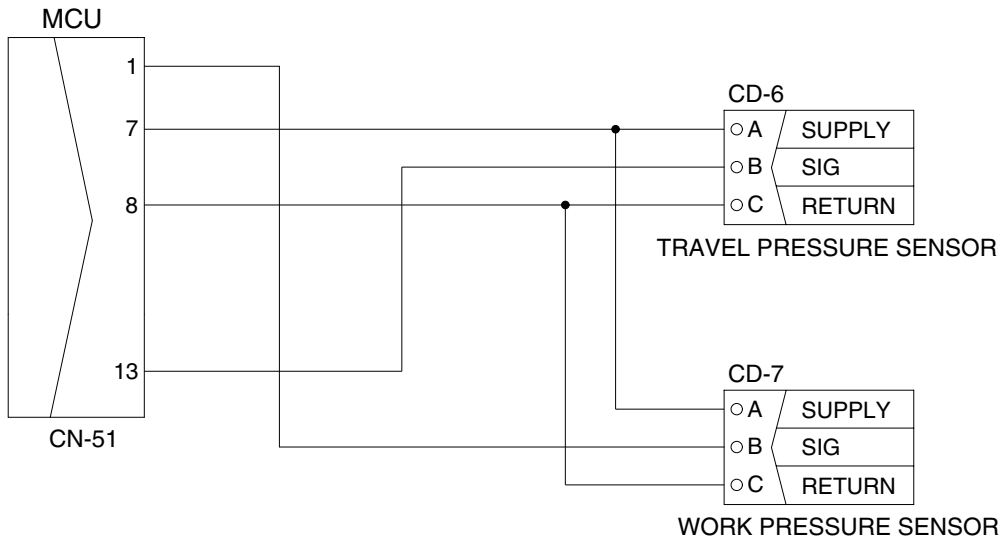 MCU
1
7
8
13
CN-51
CD-6
A SUPPLY
B SIG
C RETURN
TRAVEL PRESSURE SENSOR
CD-7
A SUPPLY
B SIG
C RETURN
WORK PRESSURE SENSOR